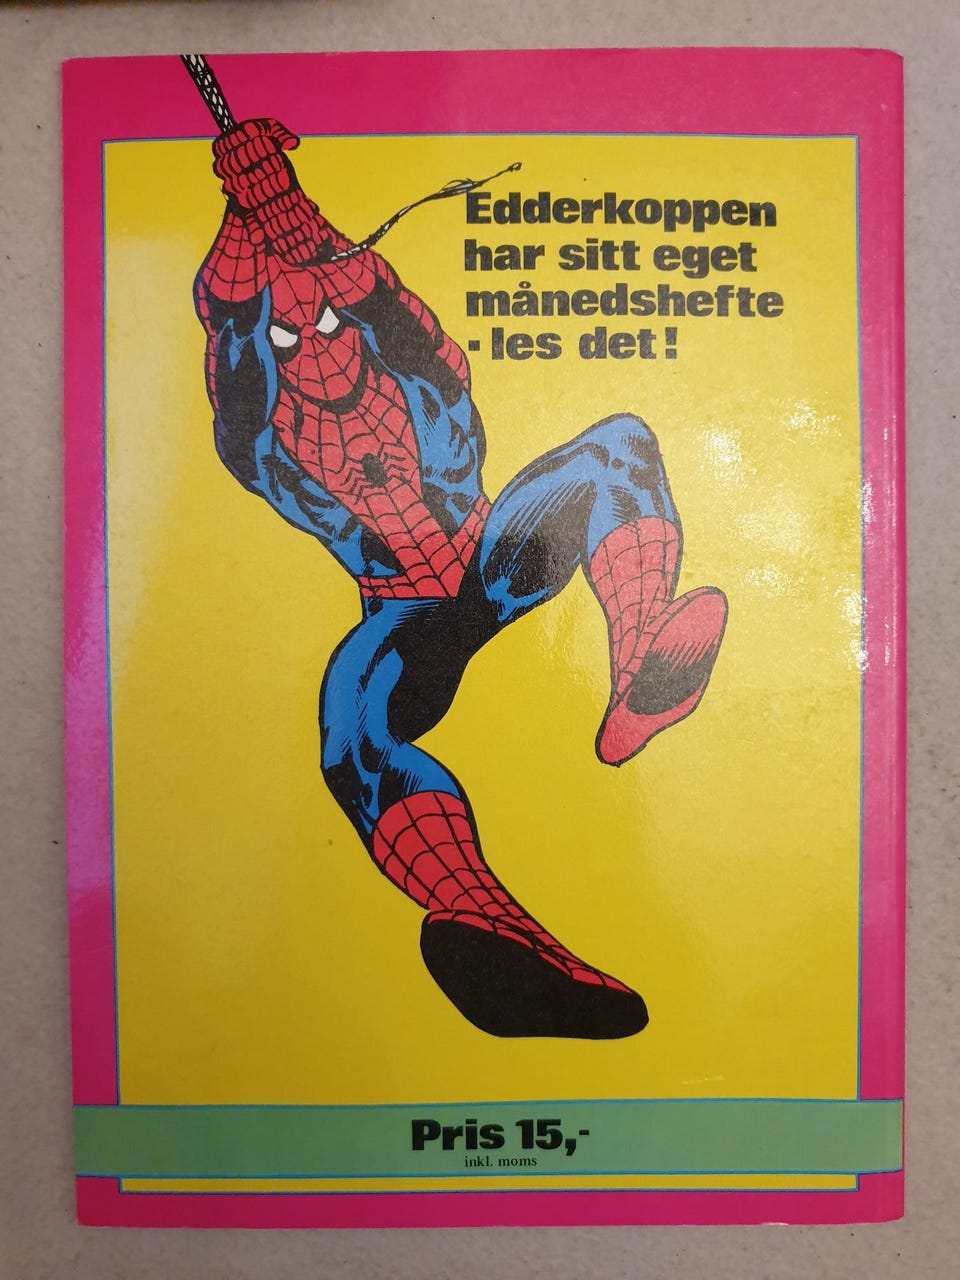 Edderkoppen
har sitt eget
månedshefte
- les det!
Pris 15,-
inkl. moms